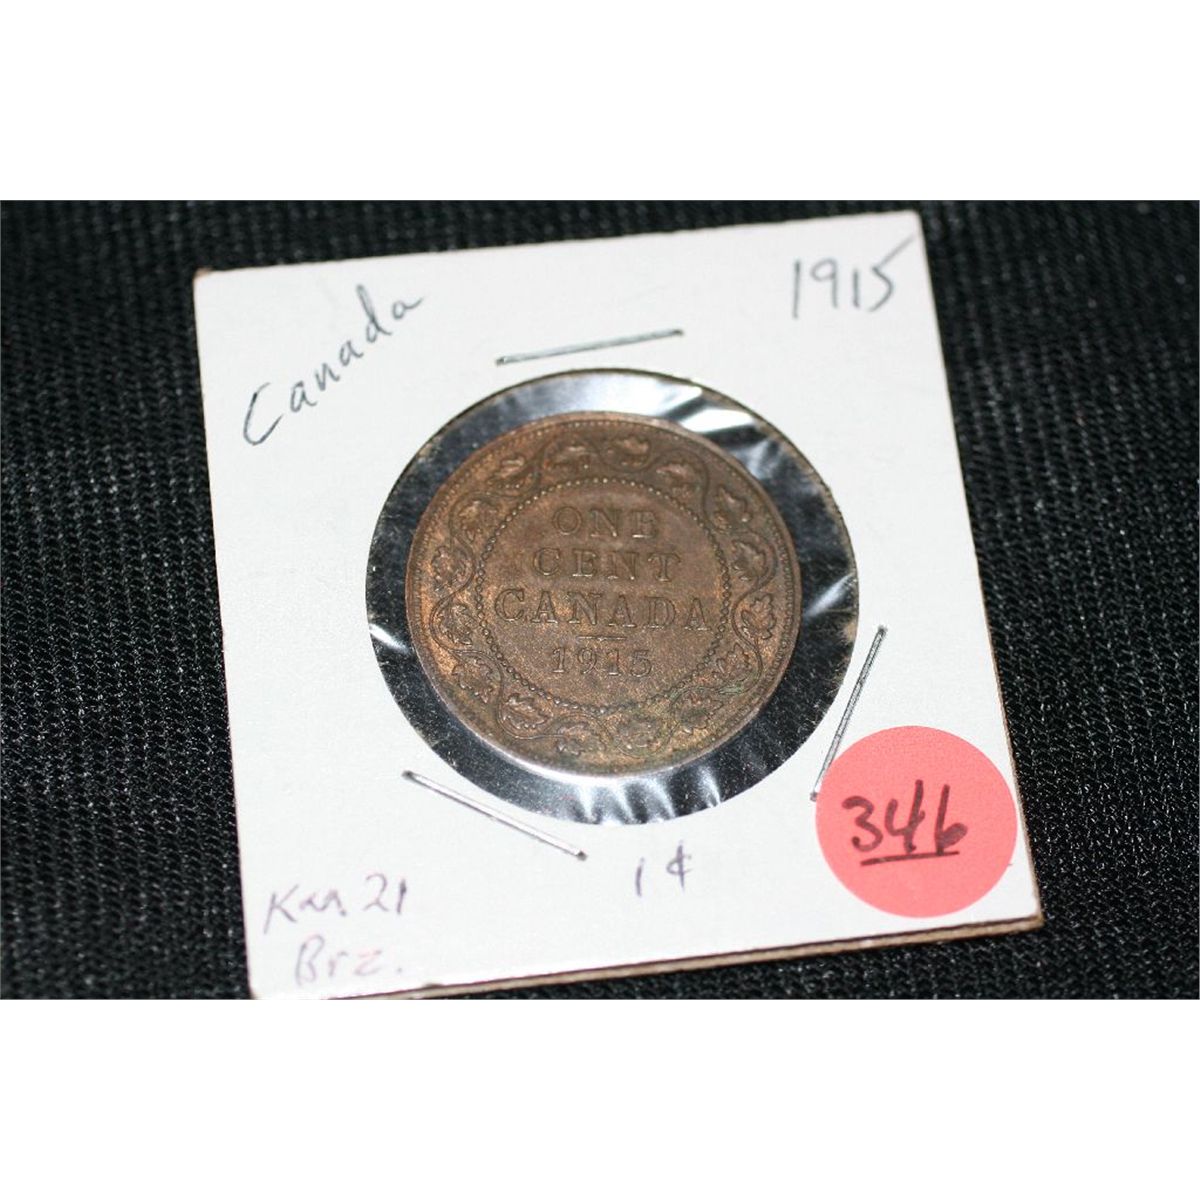 Canada
1915
ONE
CENT
CANADA
1915
346
1¢
Km. 21
Brz.